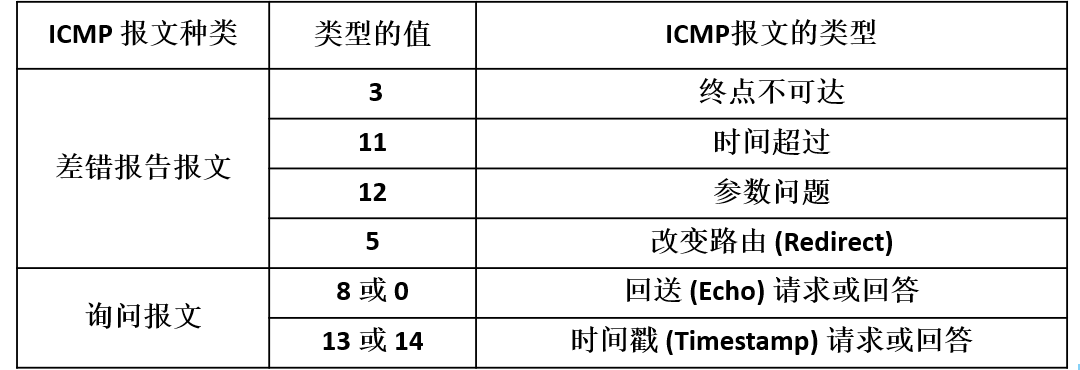 ICMP 报文种类 类型的值 ICMP报文的类型
差错报告报文
3 终点不可达
11 时间超过
12 参数问题
5 改变路由 (Redirect)
询问报文
8 或 0 回送 (Echo) 请求或回答
13 或 14 时间戳 (Timestamp) 请求或回答